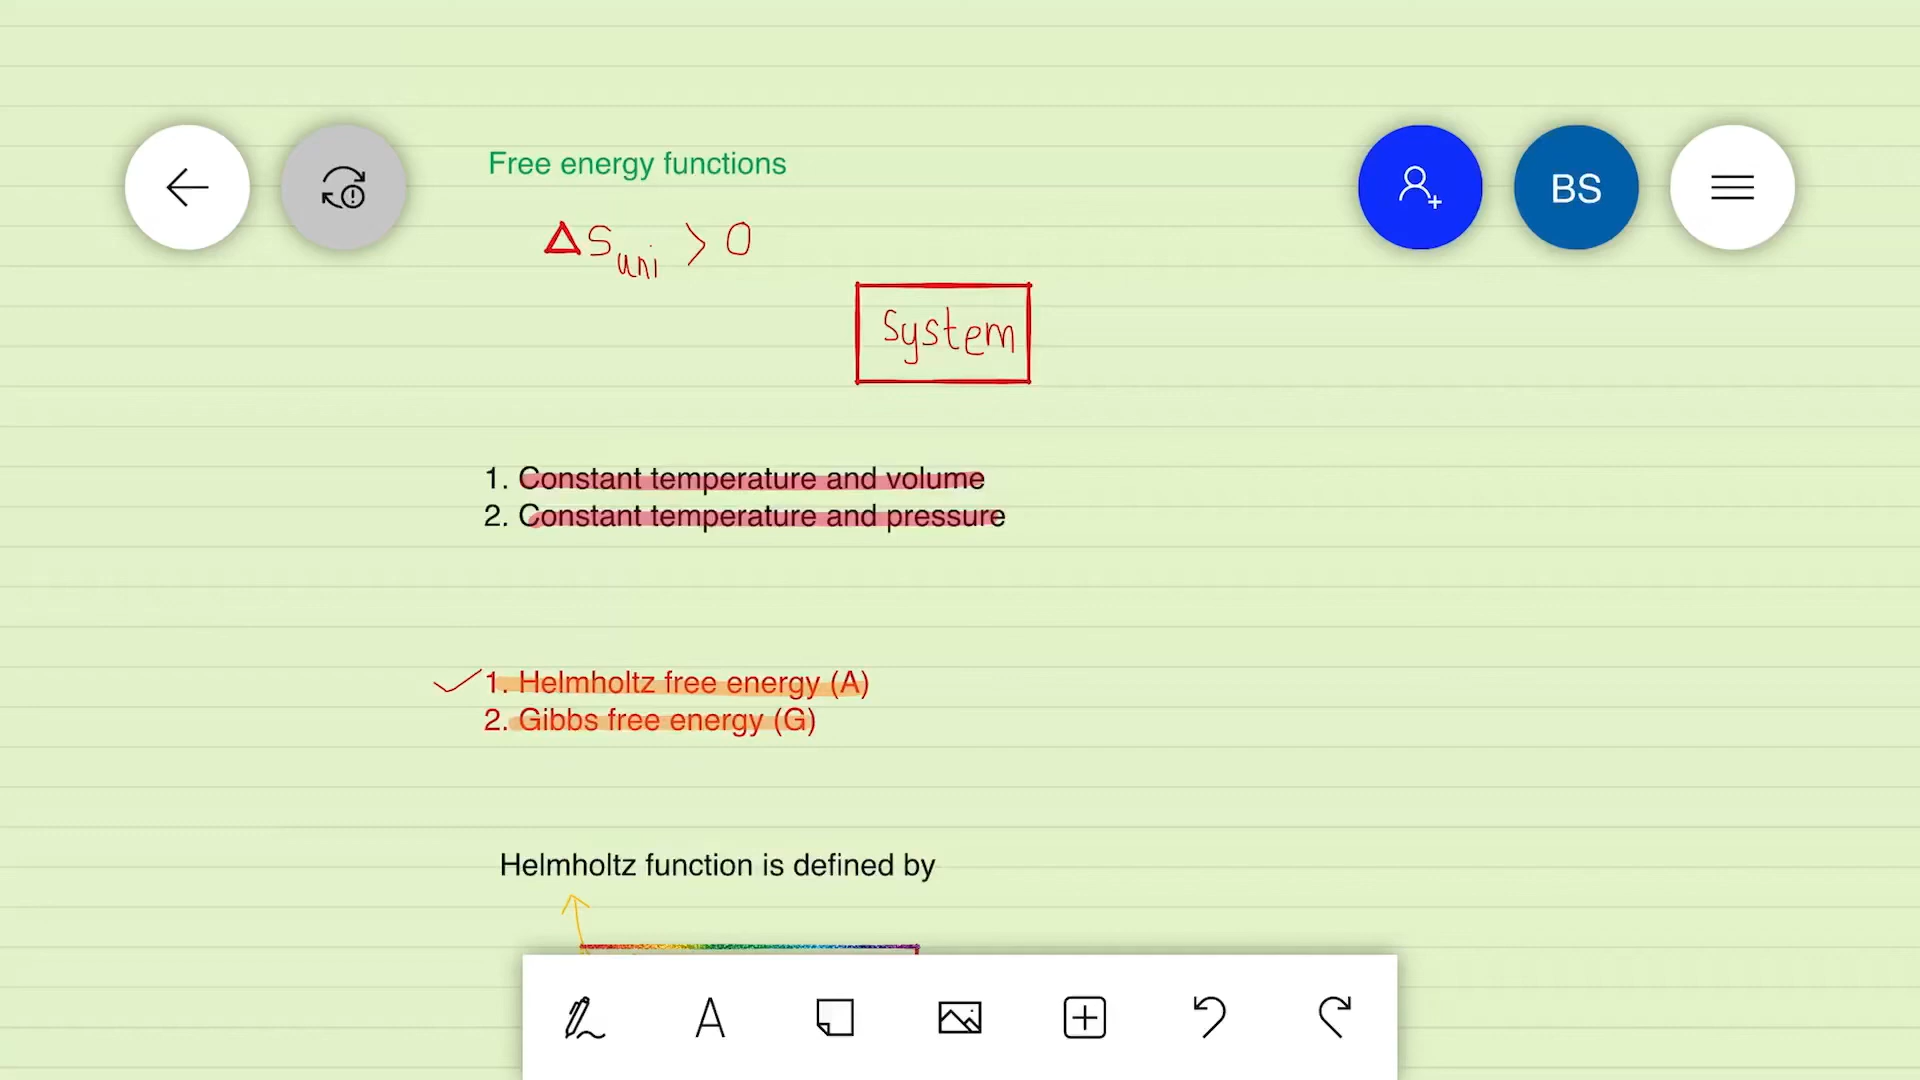 Free energy functions
BS
ΔSuni > 0
System
1. Constant temperature and volume
2. Constant temperature and pressure
1. Helmholtz free energy (A)
2. Gibbs free energy (G)
Helmholtz function is defined by
A